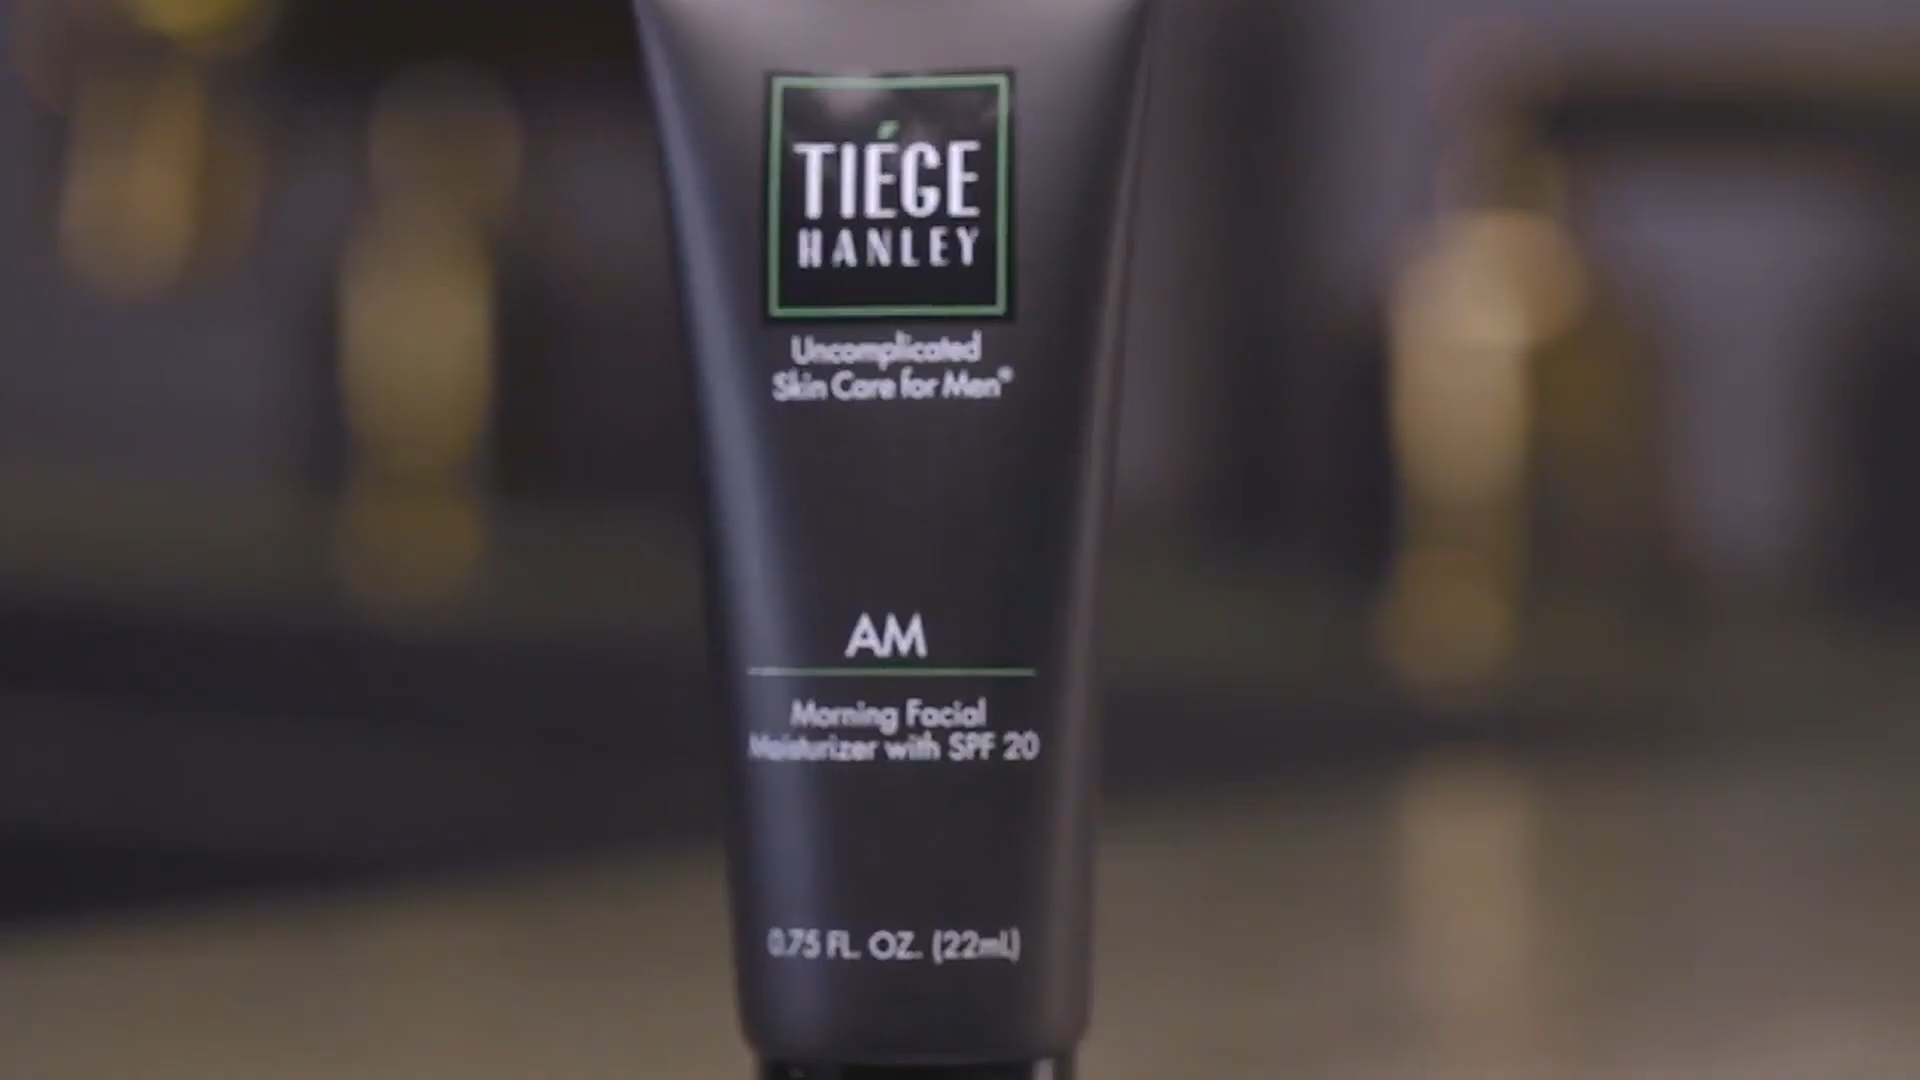 TIÉGE
HANLEY
Uncomplicated
Skin Care for Men®
AM
Morning Facial
Moisturizer with SPF 20
0.75 FL. OZ. (22mL)